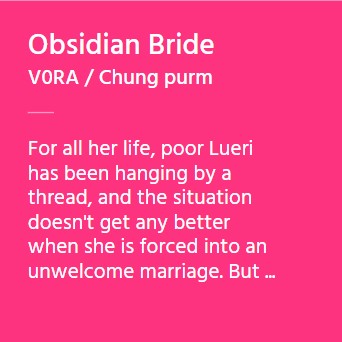 Obsidian Bride
V0RA / Chung purm
For all her life, poor Lueri
has been hanging by a
thread, and the situation
doesn't get any better
when she is forced into an
unwelcome marriage. But ...